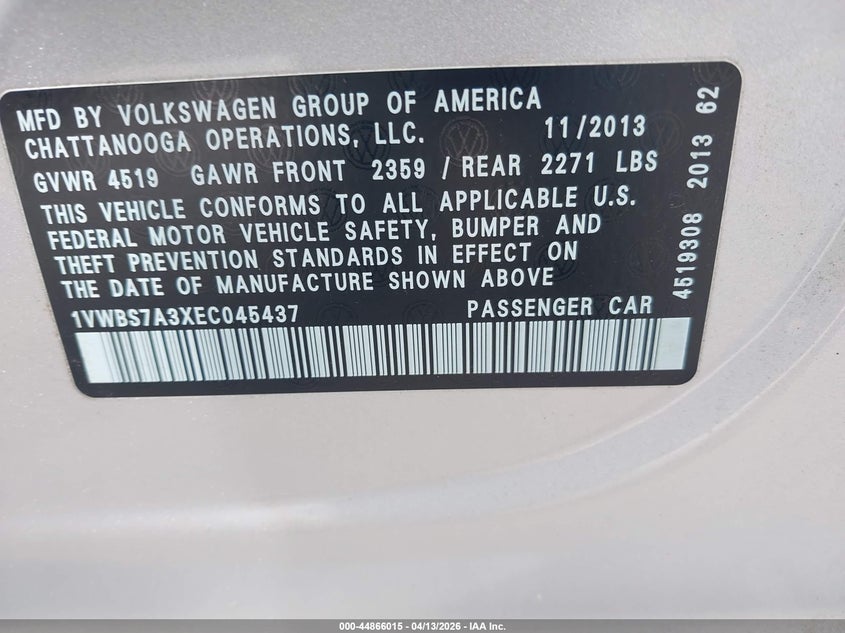 MFD BY VOLKSWAGEN GROUP OF AMERICA
CHATTANOOGA OPERATIONS, LLC. 11/2013
GVWR 4519 GAWR FRONT 2359 / REAR 2271 LBS
THIS VEHICLE CONFORMS TO ALL APPLICABLE U.S.
FEDERAL MOTOR VEHICLE SAFETY, BUMPER AND
THEFT PREVENTION STANDARDS IN EFFECT ON
THE DATE OF MANUFACTURE SHOWN ABOVE
1VWBS7A3XEC045437 PASSENGER CAR
4519308 2013 62
000-44866015 - 04/13/2026 - IAA Inc.